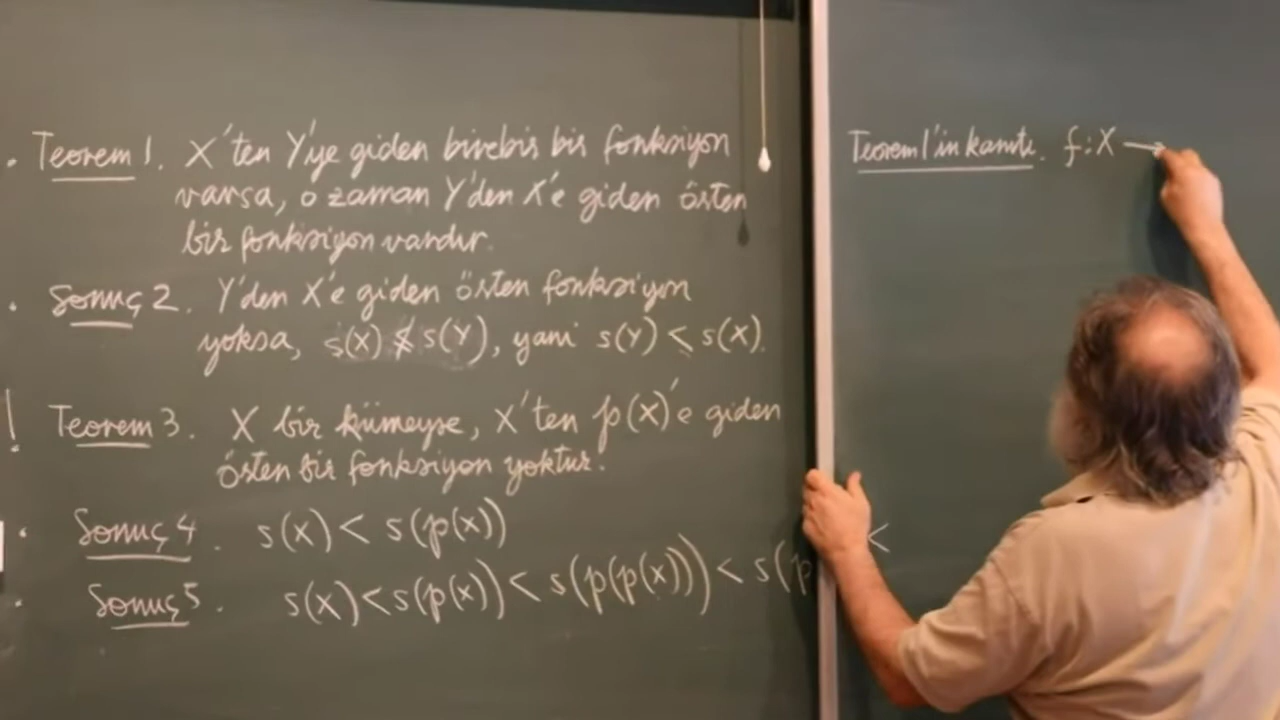 . Teorem 1. X'ten Y'ye giden birebir bir fonksiyon
varsa, o zaman Y'den X'e giden örten
bir fonksiyon vardır.
. Sonuç 2. Y'den X'e giden örten fonksiyon
yoksa, s(X) ≰ s(Y), yani s(Y) < s(X).
! Teorem 3. X bir kümeyse, X'ten p(X)'e giden
örten bir fonksiyon yoktur.
. Sonuç 4. s(X) < s(p(X))
. Sonuç 5. s(X) < s(p(X)) < s(p(p(X))) < s(p <
Teorem 1'in kanıtı. f: X →